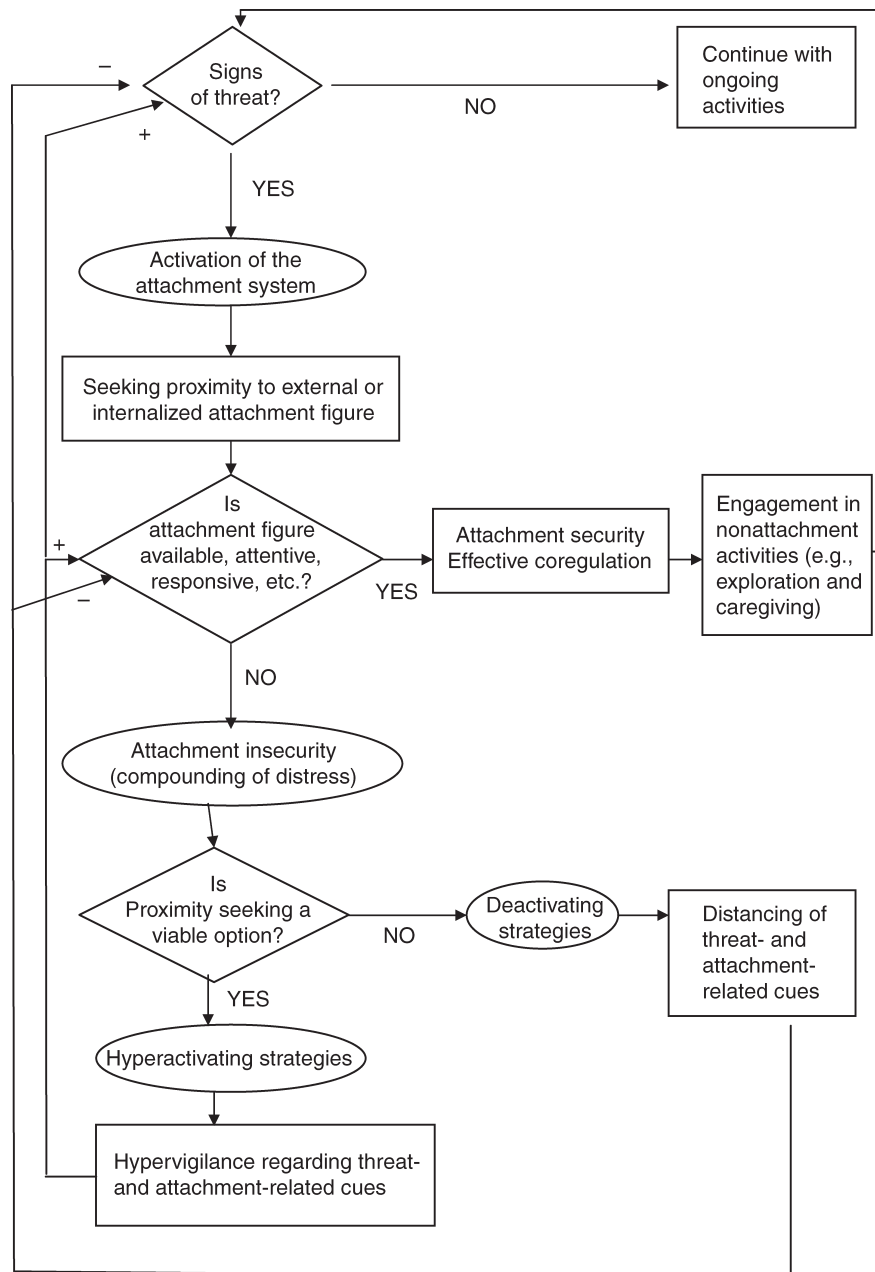 Signs
of threat?
Continue with
ongoing
activities
–
+
NO
YES
Activation of the
attachment system
Seeking proximity to external or
internalized attachment figure
Is
attachment figure
available, attentive,
responsive, etc.?
+
–
YES
Attachment security
Effective coregulation
Engagement in
nonattachment
activities (e.g.,
exploration and
caregiving)
NO
Attachment insecurity
(compounding of distress)
Is
Proximity seeking a
viable option?
NO
Deactivating
strategies
Distancing of
threat- and
attachment-
related cues
YES
Hyperactivating strategies
Hypervigilance regarding threat-
and attachment-related cues